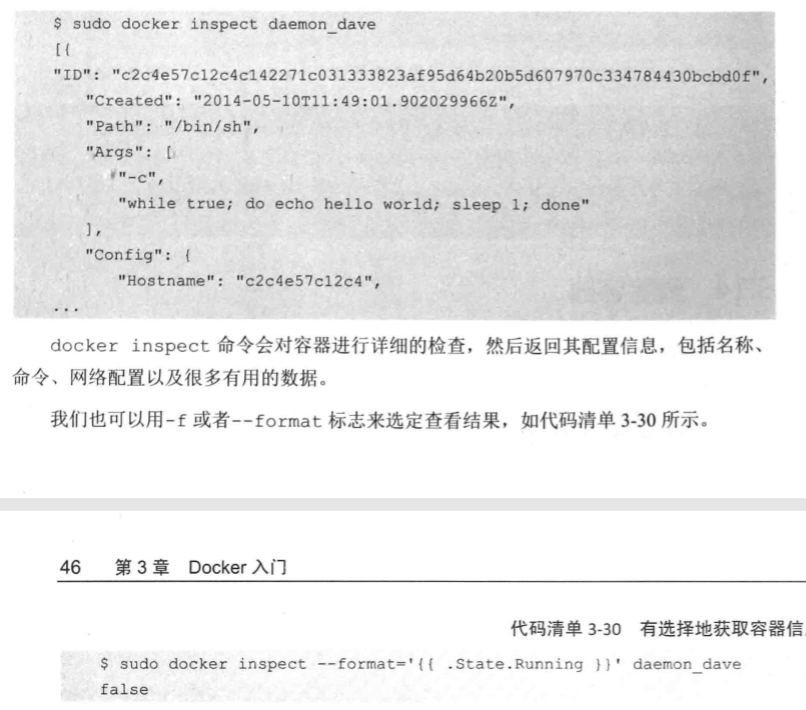 $ sudo docker inspect daemon_dave
[{
"ID": "c2c4e57c12c4c142271c031333823af95d64b20b5d607970c334784430bcbd0f",
"Created": "2014-05-10T11:49:01.902029966Z",
"Path": "/bin/sh",
"Args": [
"-c",
"while true; do echo hello world; sleep 1; done"
],
"Config": {
"Hostname": "c2c4e57c12c4",
...
docker inspect 命令会对容器进行详细的检查，然后返回其配置信息，包括名称、
命令、网络配置以及很多有用的数据。
我们也可以用-f 或者--format 标志来选定查看结果，如代码清单 3-30 所示。
46 第 3 章 Docker 入门
代码清单 3-30 有选择地获取容器信
$ sudo docker inspect --format='{{ .State.Running }}' daemon_dave
false